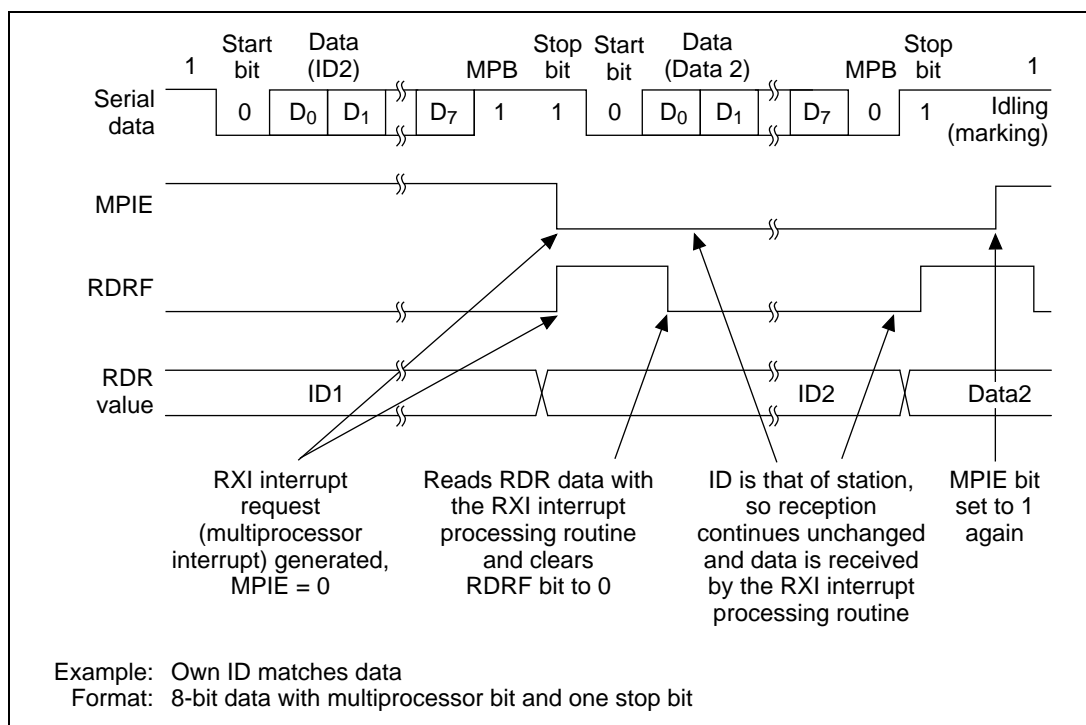 Start bit
Data (ID2)
MPB
Stop bit
Start bit
Data (Data 2)
MPB
Stop bit
1
1
Serial data
0
D0
D1
D7
1
1
0
D0
D1
D7
0
1
Idling (marking)
MPIE
RDRF
RDR value
ID1
ID2
Data2
RXI interrupt
request
(multiprocessor
interrupt) generated,
MPIE = 0
Reads RDR data with
the RXI interrupt
processing routine
and clears
RDRF bit to 0
ID is that of station,
so reception
continues unchanged
and data is received
by the RXI interrupt
processing routine
MPIE bit
set to 1
again
Example: Own ID matches data
Format: 8-bit data with multiprocessor bit and one stop bit